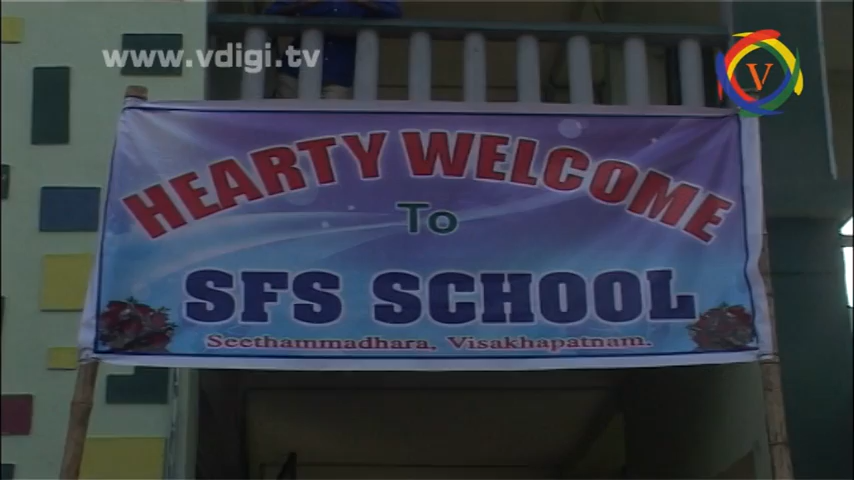 www.vdigi.tv
V
HEARTY WELCOME
To
SFS SCHOOL
Seethammadhara, Visakhapatnam.